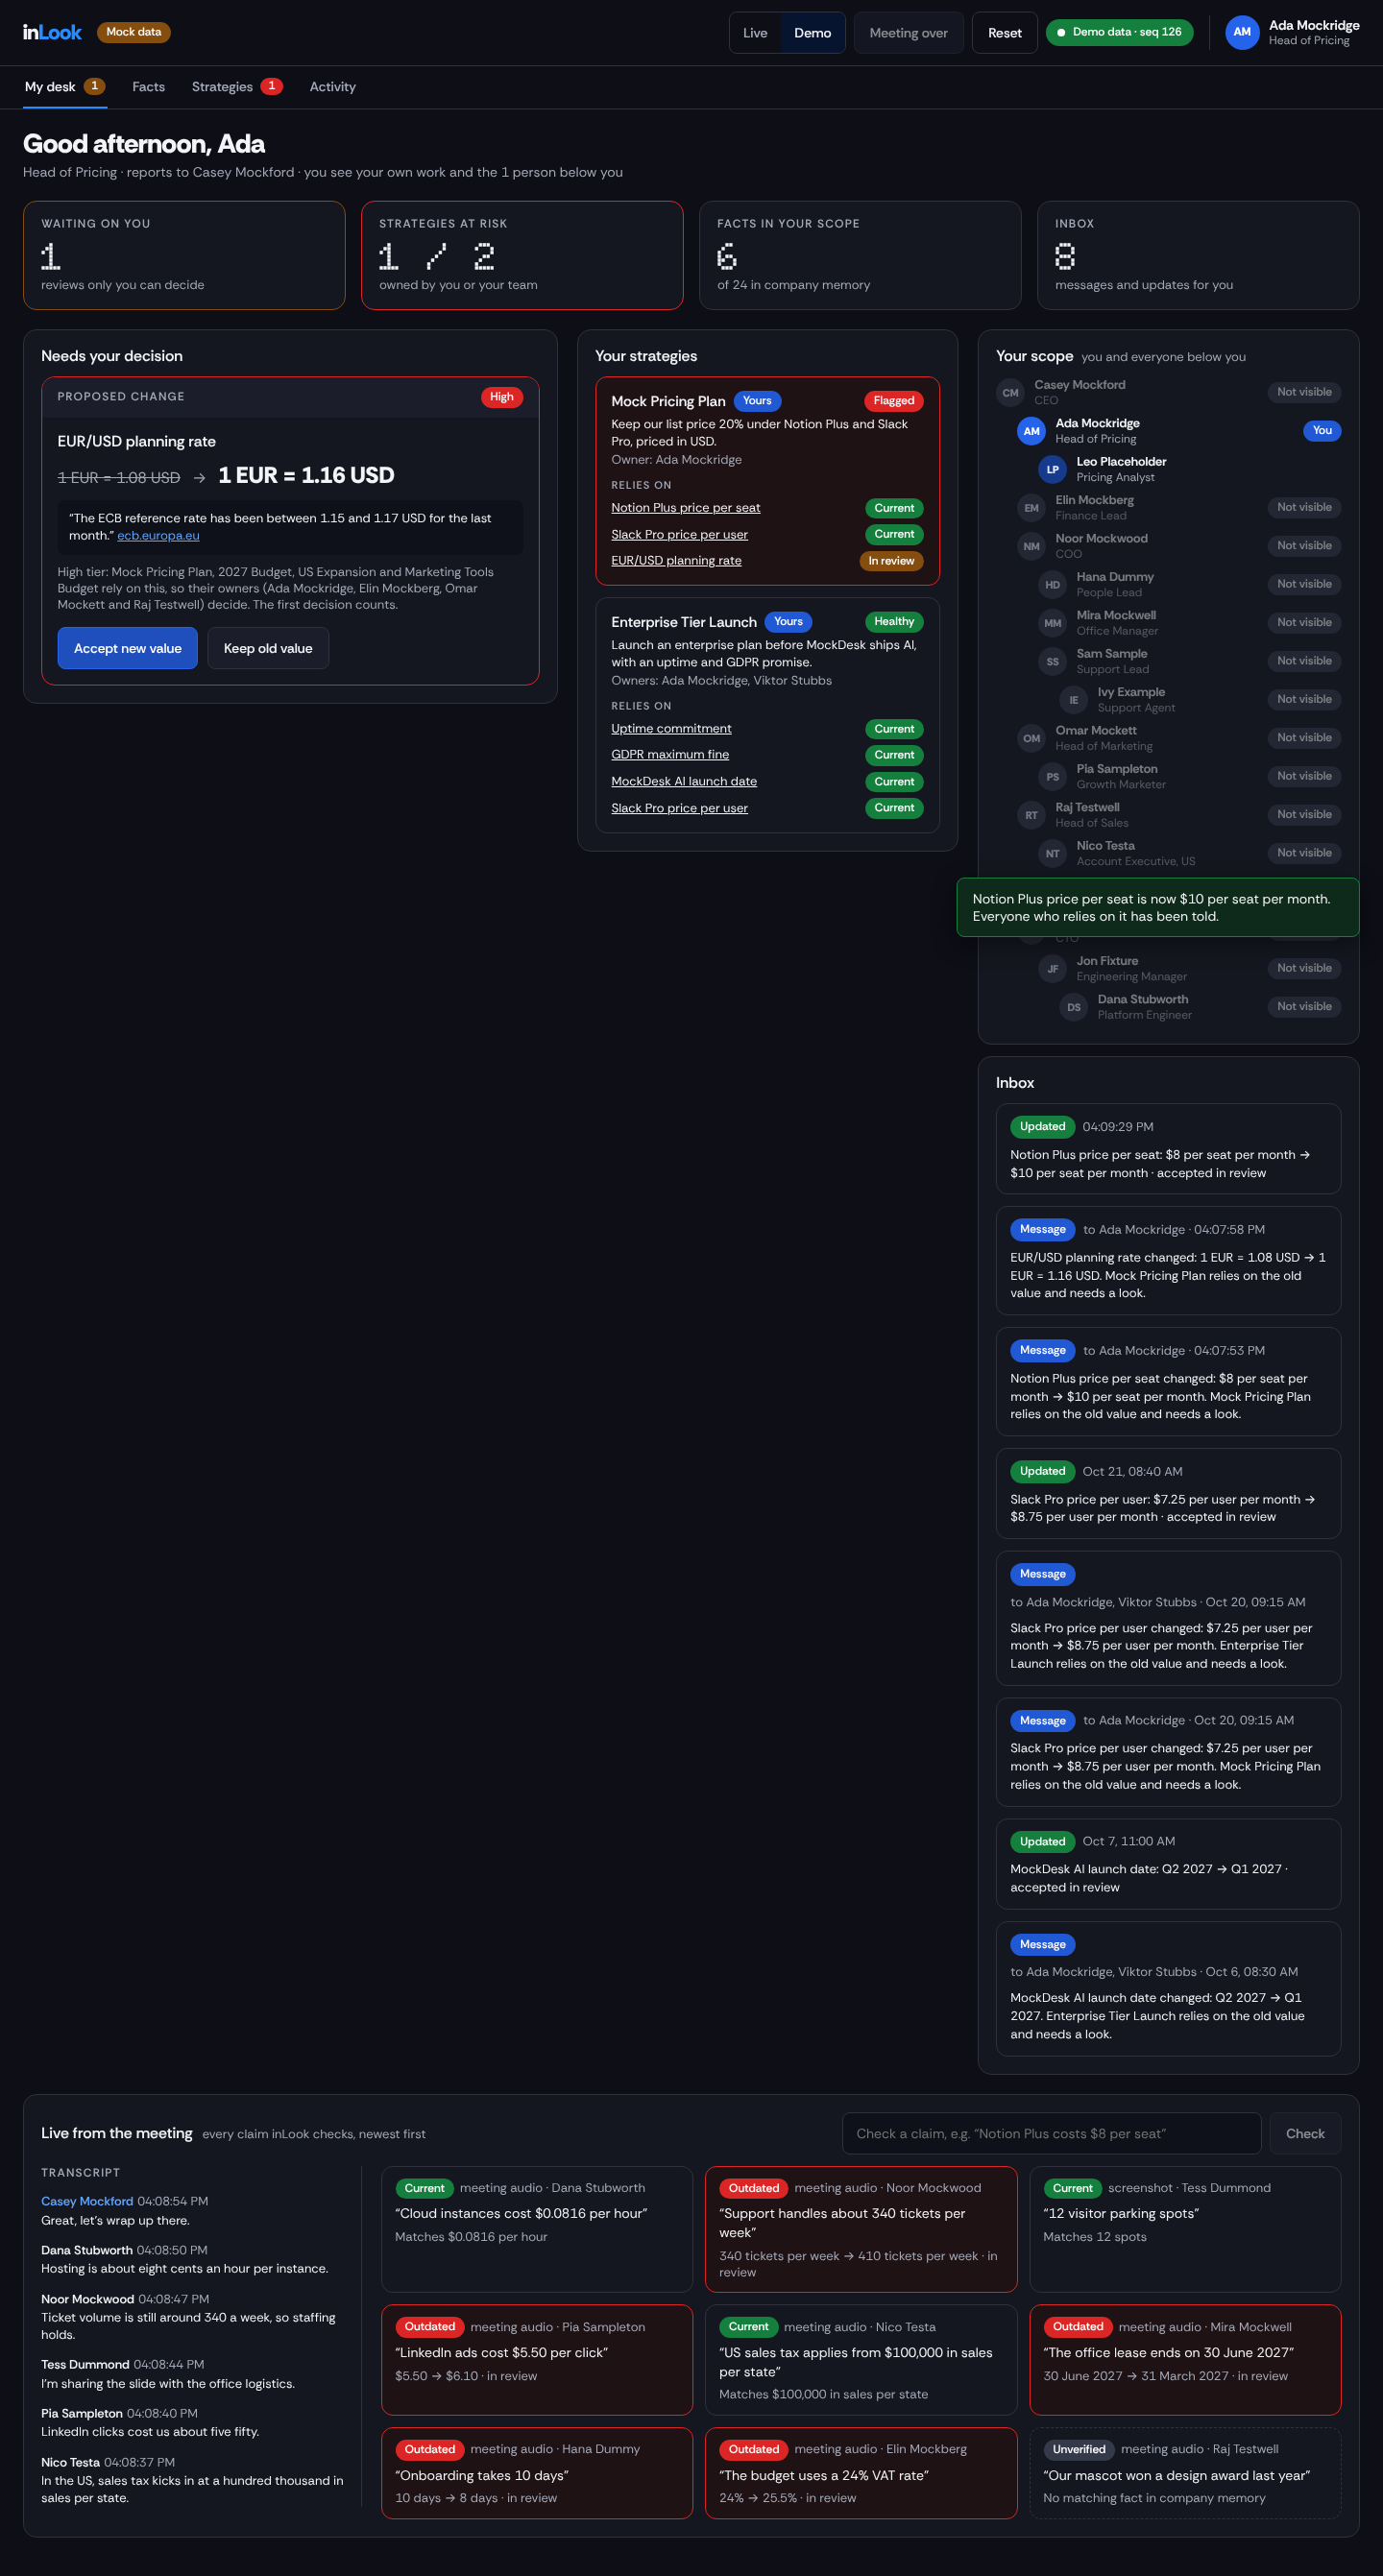 inLook
Mock data
Live
Demo
Meeting over
Reset
Demo data · seq 126
AM
Ada Mockridge
Head of Pricing
My desk 1
Facts
Strategies 1
Activity
Good afternoon, Ada
Head of Pricing · reports to Casey Mockford · you see your own work and the 1 person below you
WAITING ON YOU
1
reviews only you can decide
STRATEGIES AT RISK
1 / 2
owned by you or your team
FACTS IN YOUR SCOPE
6
of 24 in company memory
INBOX
8
messages and updates for you
Needs your decision
PROPOSED CHANGE
High
EUR/USD planning rate
1 EUR = 1.08 USD → 1 EUR = 1.16 USD
"The ECB reference rate has been between 1.15 and 1.17 USD for the last
month." ecb.europa.eu
High tier: Mock Pricing Plan, 2027 Budget, US Expansion and Marketing Tools
Budget rely on this, so their owners (Ada Mockridge, Elin Mockberg, Omar
Mockett and Raj Testwell) decide. The first decision counts.
Accept new value
Keep old value
Your strategies
Mock Pricing Plan
Yours
Flagged
Keep our list price 20% under Notion Plus and Slack
Pro, priced in USD.
Owner: Ada Mockridge
RELIES ON
Notion Plus price per seat
Current
Slack Pro price per user
Current
EUR/USD planning rate
In review
Enterprise Tier Launch
Yours
Healthy
Launch an enterprise plan before MockDesk ships AI,
with an uptime and GDPR promise.
Owners: Ada Mockridge, Viktor Stubbs
RELIES ON
Uptime commitment
Current
GDPR maximum fine
Current
MockDesk AI launch date
Current
Slack Pro price per user
Current
Your scope you and everyone below you
CM
Casey Mockford
CEO
Not visible
AM
Ada Mockridge
Head of Pricing
You
LP
Leo Placeholder
Pricing Analyst
EM
Elin Mockberg
Finance Lead
Not visible
NM
Noor Mockwood
COO
Not visible
HD
Hana Dummy
People Lead
Not visible
MM
Mira Mockwell
Office Manager
Not visible
SS
Sam Sample
Support Lead
Not visible
IE
Ivy Example
Support Agent
Not visible
OM
Omar Mockett
Head of Marketing
Not visible
PS
Pia Sampleton
Growth Marketer
Not visible
RT
Raj Testwell
Head of Sales
Not visible
NT
Nico Testa
Account Executive, US
Not visible
Notion Plus price per seat is now $10 per seat per month.
Everyone who relies on it has been told.
CTO
JF
Jon Fixture
Engineering Manager
Not visible
DS
Dana Stubworth
Platform Engineer
Not visible
Inbox
Updated 04:09:29 PM
Notion Plus price per seat: $8 per seat per month →
$10 per seat per month · accepted in review
Message to Ada Mockridge · 04:07:58 PM
EUR/USD planning rate changed: 1 EUR = 1.08 USD → 1
EUR = 1.16 USD. Mock Pricing Plan relies on the old
value and needs a look.
Message to Ada Mockridge · 04:07:53 PM
Notion Plus price per seat changed: $8 per seat per
month → $10 per seat per month. Mock Pricing Plan
relies on the old value and needs a look.
Updated Oct 21, 08:40 AM
Slack Pro price per user: $7.25 per user per month →
$8.75 per user per month · accepted in review
Message
to Ada Mockridge, Viktor Stubbs · Oct 20, 09:15 AM
Slack Pro price per user changed: $7.25 per user per
month → $8.75 per user per month. Enterprise Tier
Launch relies on the old value and needs a look.
Message to Ada Mockridge · Oct 20, 09:15 AM
Slack Pro price per user changed: $7.25 per user per
month → $8.75 per user per month. Mock Pricing Plan
relies on the old value and needs a look.
Updated Oct 7, 11:00 AM
MockDesk AI launch date: Q2 2027 → Q1 2027 ·
accepted in review
Message
to Ada Mockridge, Viktor Stubbs · Oct 6, 08:30 AM
MockDesk AI launch date changed: Q2 2027 → Q1
2027. Enterprise Tier Launch relies on the old value
and needs a look.
Live from the meeting every claim inLook checks, newest first
Check a claim, e.g. "Notion Plus costs $8 per seat"
Check
TRANSCRIPT
Casey Mockford 04:08:54 PM
Great, let's wrap up there.
Dana Stubworth 04:08:50 PM
Hosting is about eight cents an hour per instance.
Noor Mockwood 04:08:47 PM
Ticket volume is still around 340 a week, so staffing
holds.
Tess Dummond 04:08:44 PM
I'm sharing the slide with the office logistics.
Pia Sampleton 04:08:40 PM
LinkedIn clicks cost us about five fifty.
Nico Testa 04:08:37 PM
In the US, sales tax kicks in at a hundred thousand in
sales per state.
Current meeting audio · Dana Stubworth
"Cloud instances cost $0.0816 per hour"
Matches $0.0816 per hour
Outdated meeting audio · Noor Mockwood
"Support handles about 340 tickets per
week"
340 tickets per week → 410 tickets per week · in
review
Current screenshot · Tess Dummond
"12 visitor parking spots"
Matches 12 spots
Outdated meeting audio · Pia Sampleton
"LinkedIn ads cost $5.50 per click"
$5.50 → $6.10 · in review
Current meeting audio · Nico Testa
"US sales tax applies from $100,000 in sales
per state"
Matches $100,000 in sales per state
Outdated meeting audio · Mira Mockwell
"The office lease ends on 30 June 2027"
30 June 2027 → 31 March 2027 · in review
Outdated meeting audio · Hana Dummy
"Onboarding takes 10 days"
10 days → 8 days · in review
Outdated meeting audio · Elin Mockberg
"The budget uses a 24% VAT rate"
24% → 25.5% · in review
Unverified meeting audio · Raj Testwell
"Our mascot won a design award last year"
No matching fact in company memory